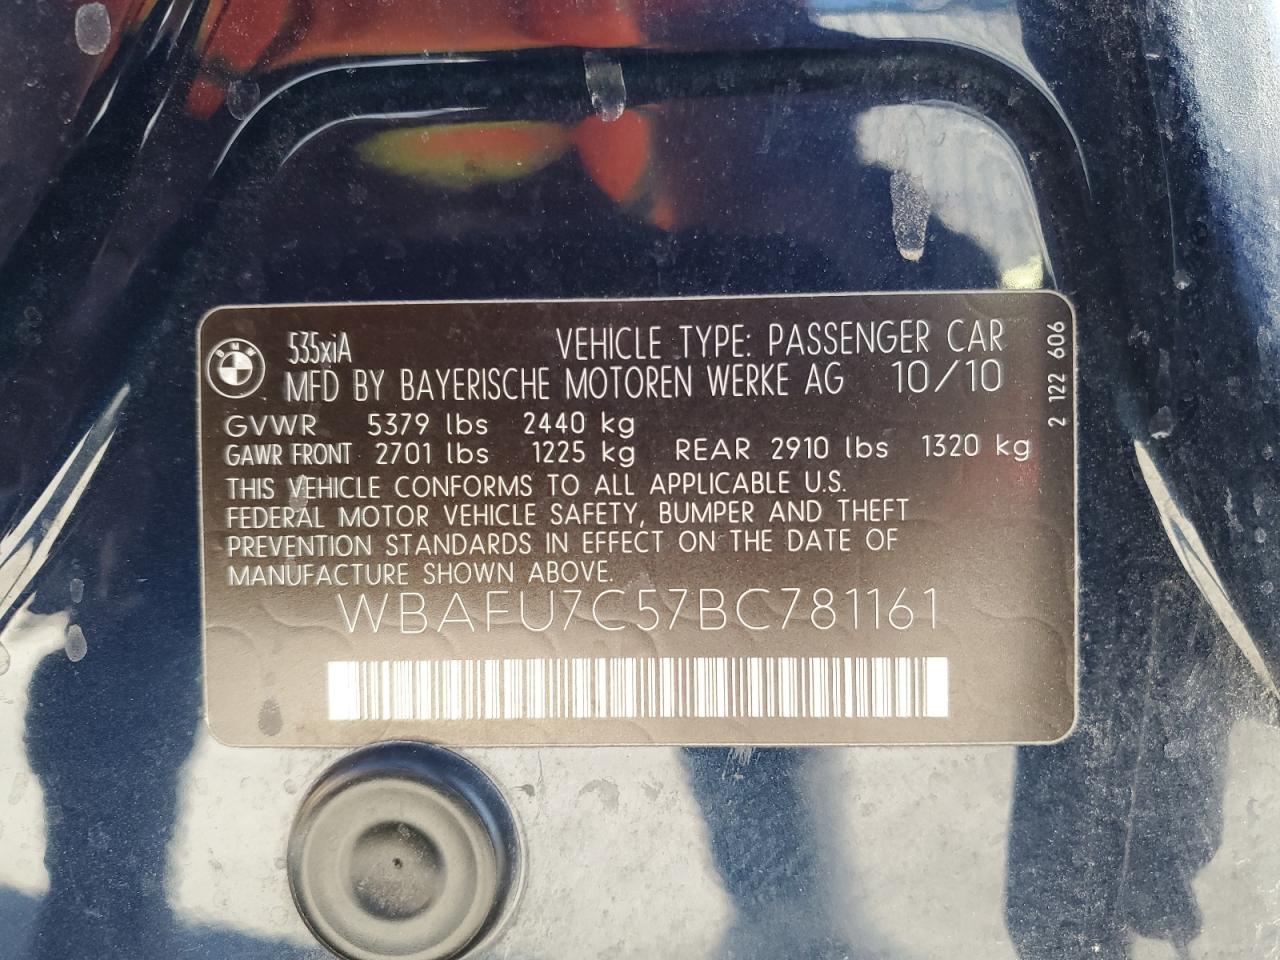 535xiA VEHICLE TYPE: PASSENGER CAR
BMW
MFD BY BAYERISCHE MOTOREN WERKE AG 10/10
GVWR 5379 lbs 2440 kg
GAWR FRONT 2701 lbs 1225 kg REAR 2910 lbs 1320 kg
THIS VEHICLE CONFORMS TO ALL APPLICABLE U.S.
FEDERAL MOTOR VEHICLE SAFETY, BUMPER AND THEFT
PREVENTION STANDARDS IN EFFECT ON THE DATE OF
MANUFACTURE SHOWN ABOVE.
WBAFU7C57BC781161
2 122 606